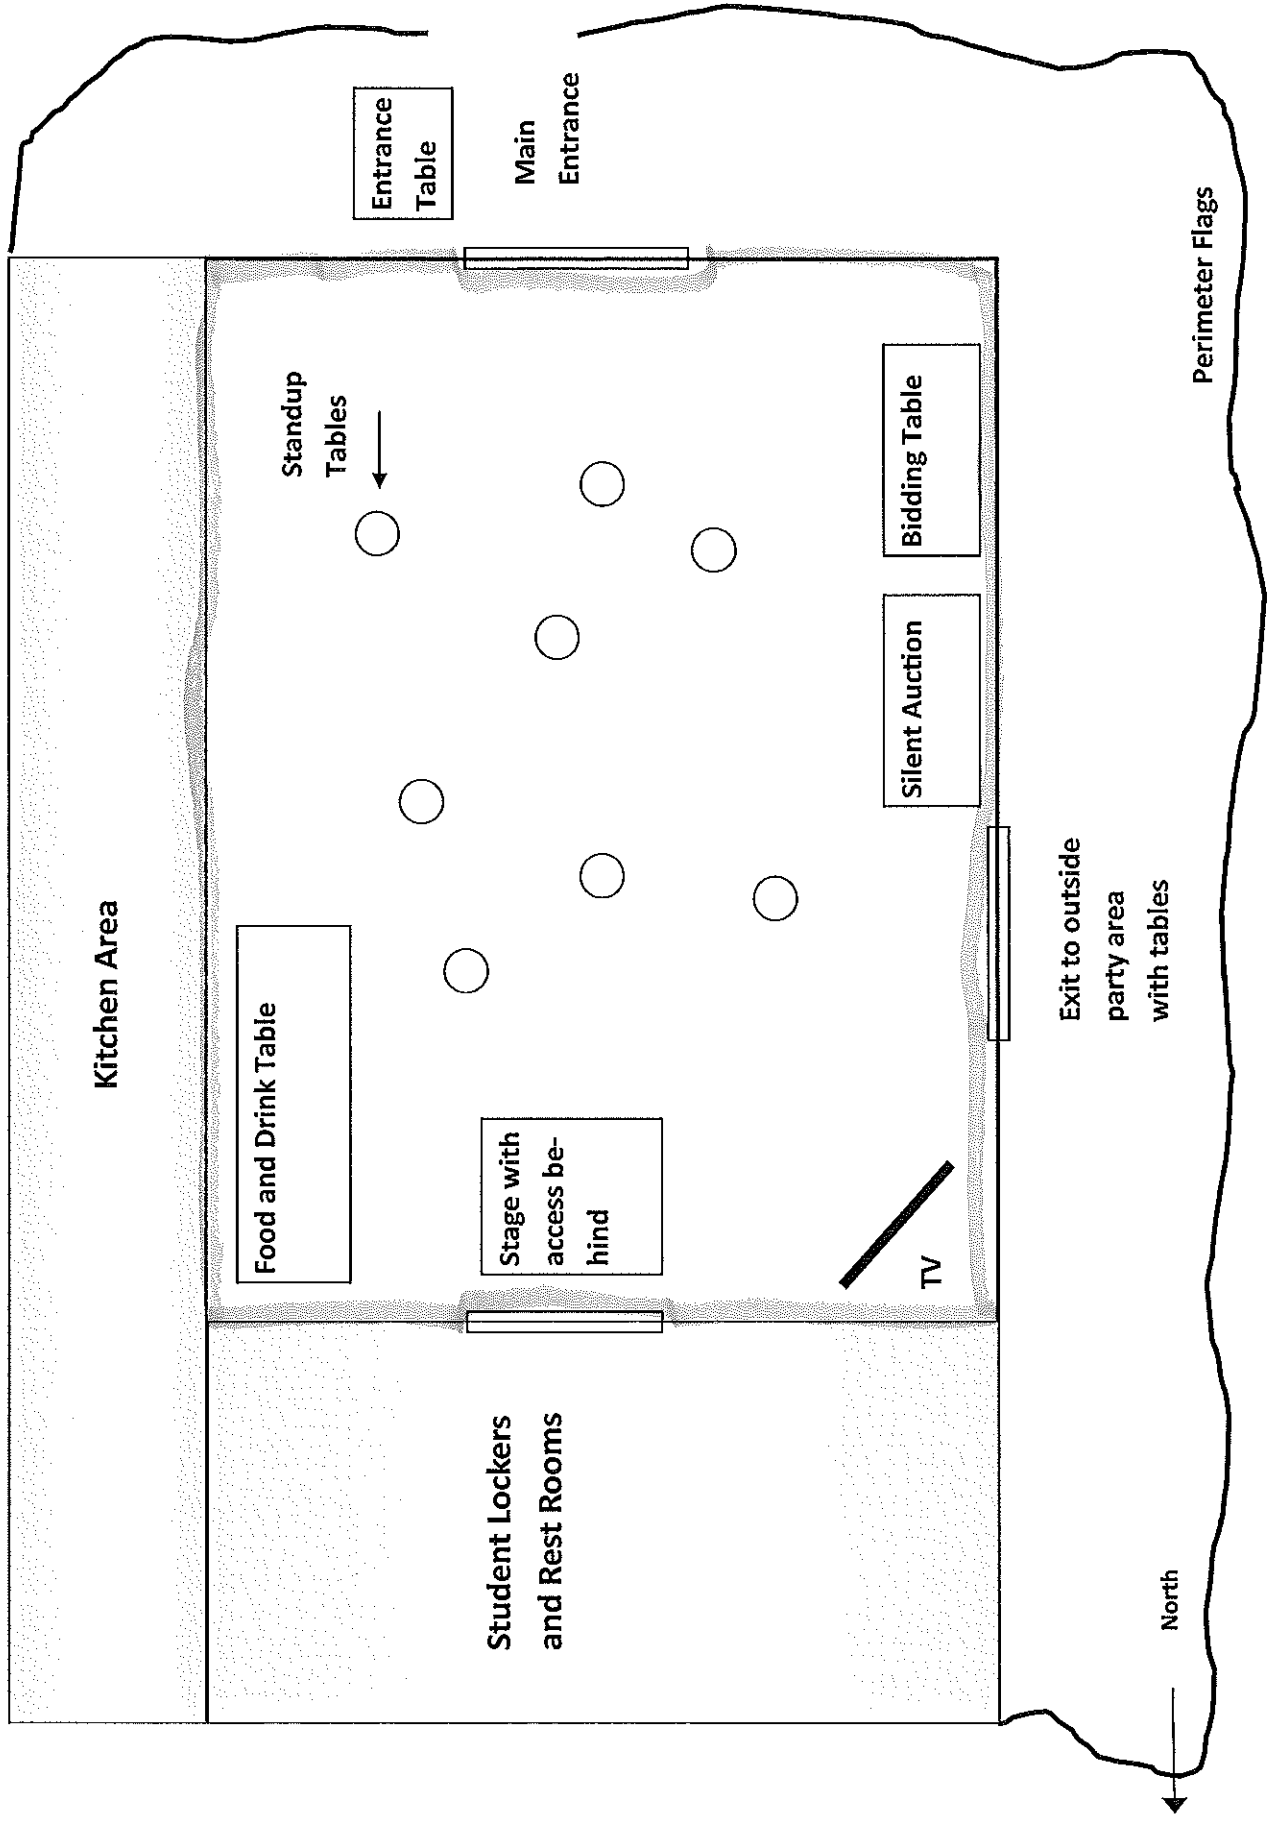 Kitchen Area
Entrance
Table
Main
Entrance
Standup
Tables
Food and Drink Table
Stage with
access be-
hind
Student Lockers
and Rest Rooms
Silent Auction
Bidding Table
TV
Exit to outside
party area
with tables
Perimeter Flags
North